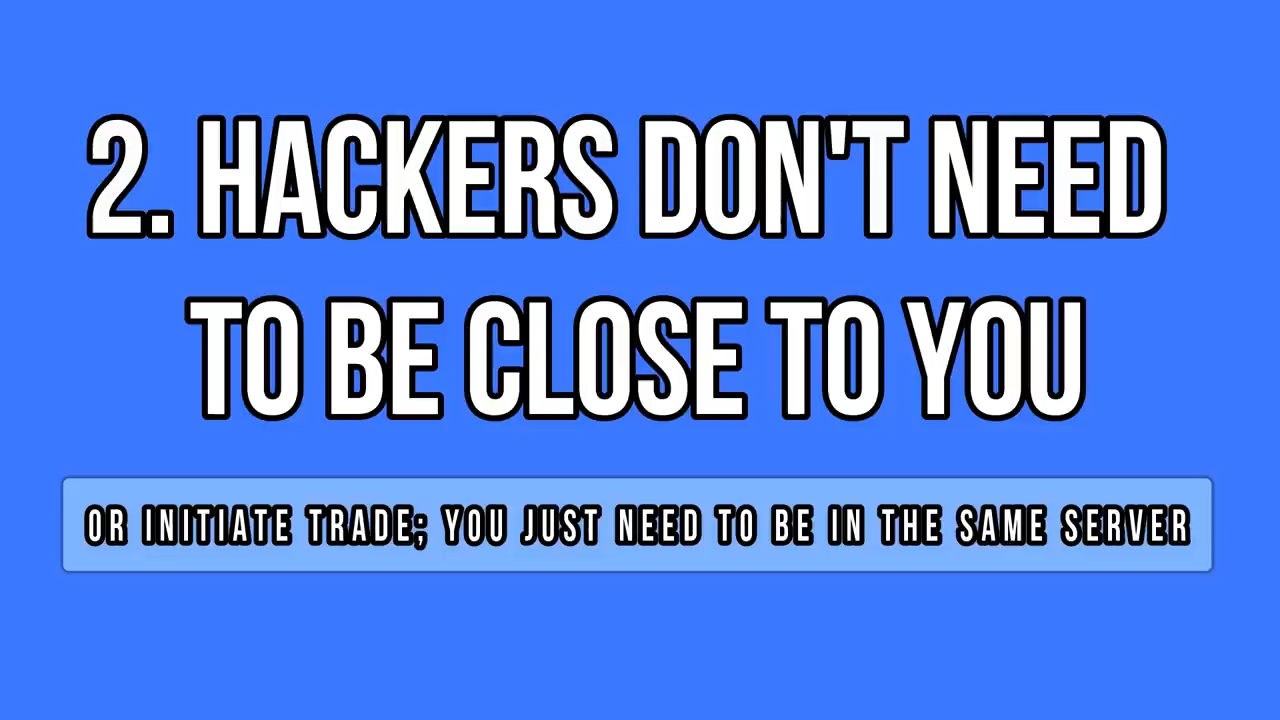 2. HACKERS DON'T NEED
TO BE CLOSE TO YOU
OR INITIATE TRADE; YOU JUST NEED TO BE IN THE SAME SERVER